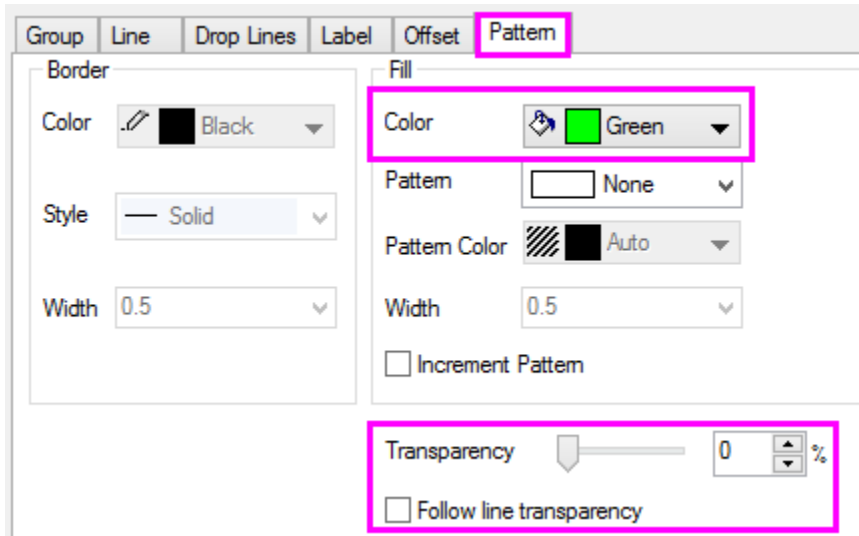 Group Line Drop Lines Label Offset Pattern
Border
Color Black
Style Solid
Width 0.5
Fill
Color Green
Pattern None
Pattern Color Auto
Width 0.5
Increment Pattern
Transparency 0 %
Follow line transparency